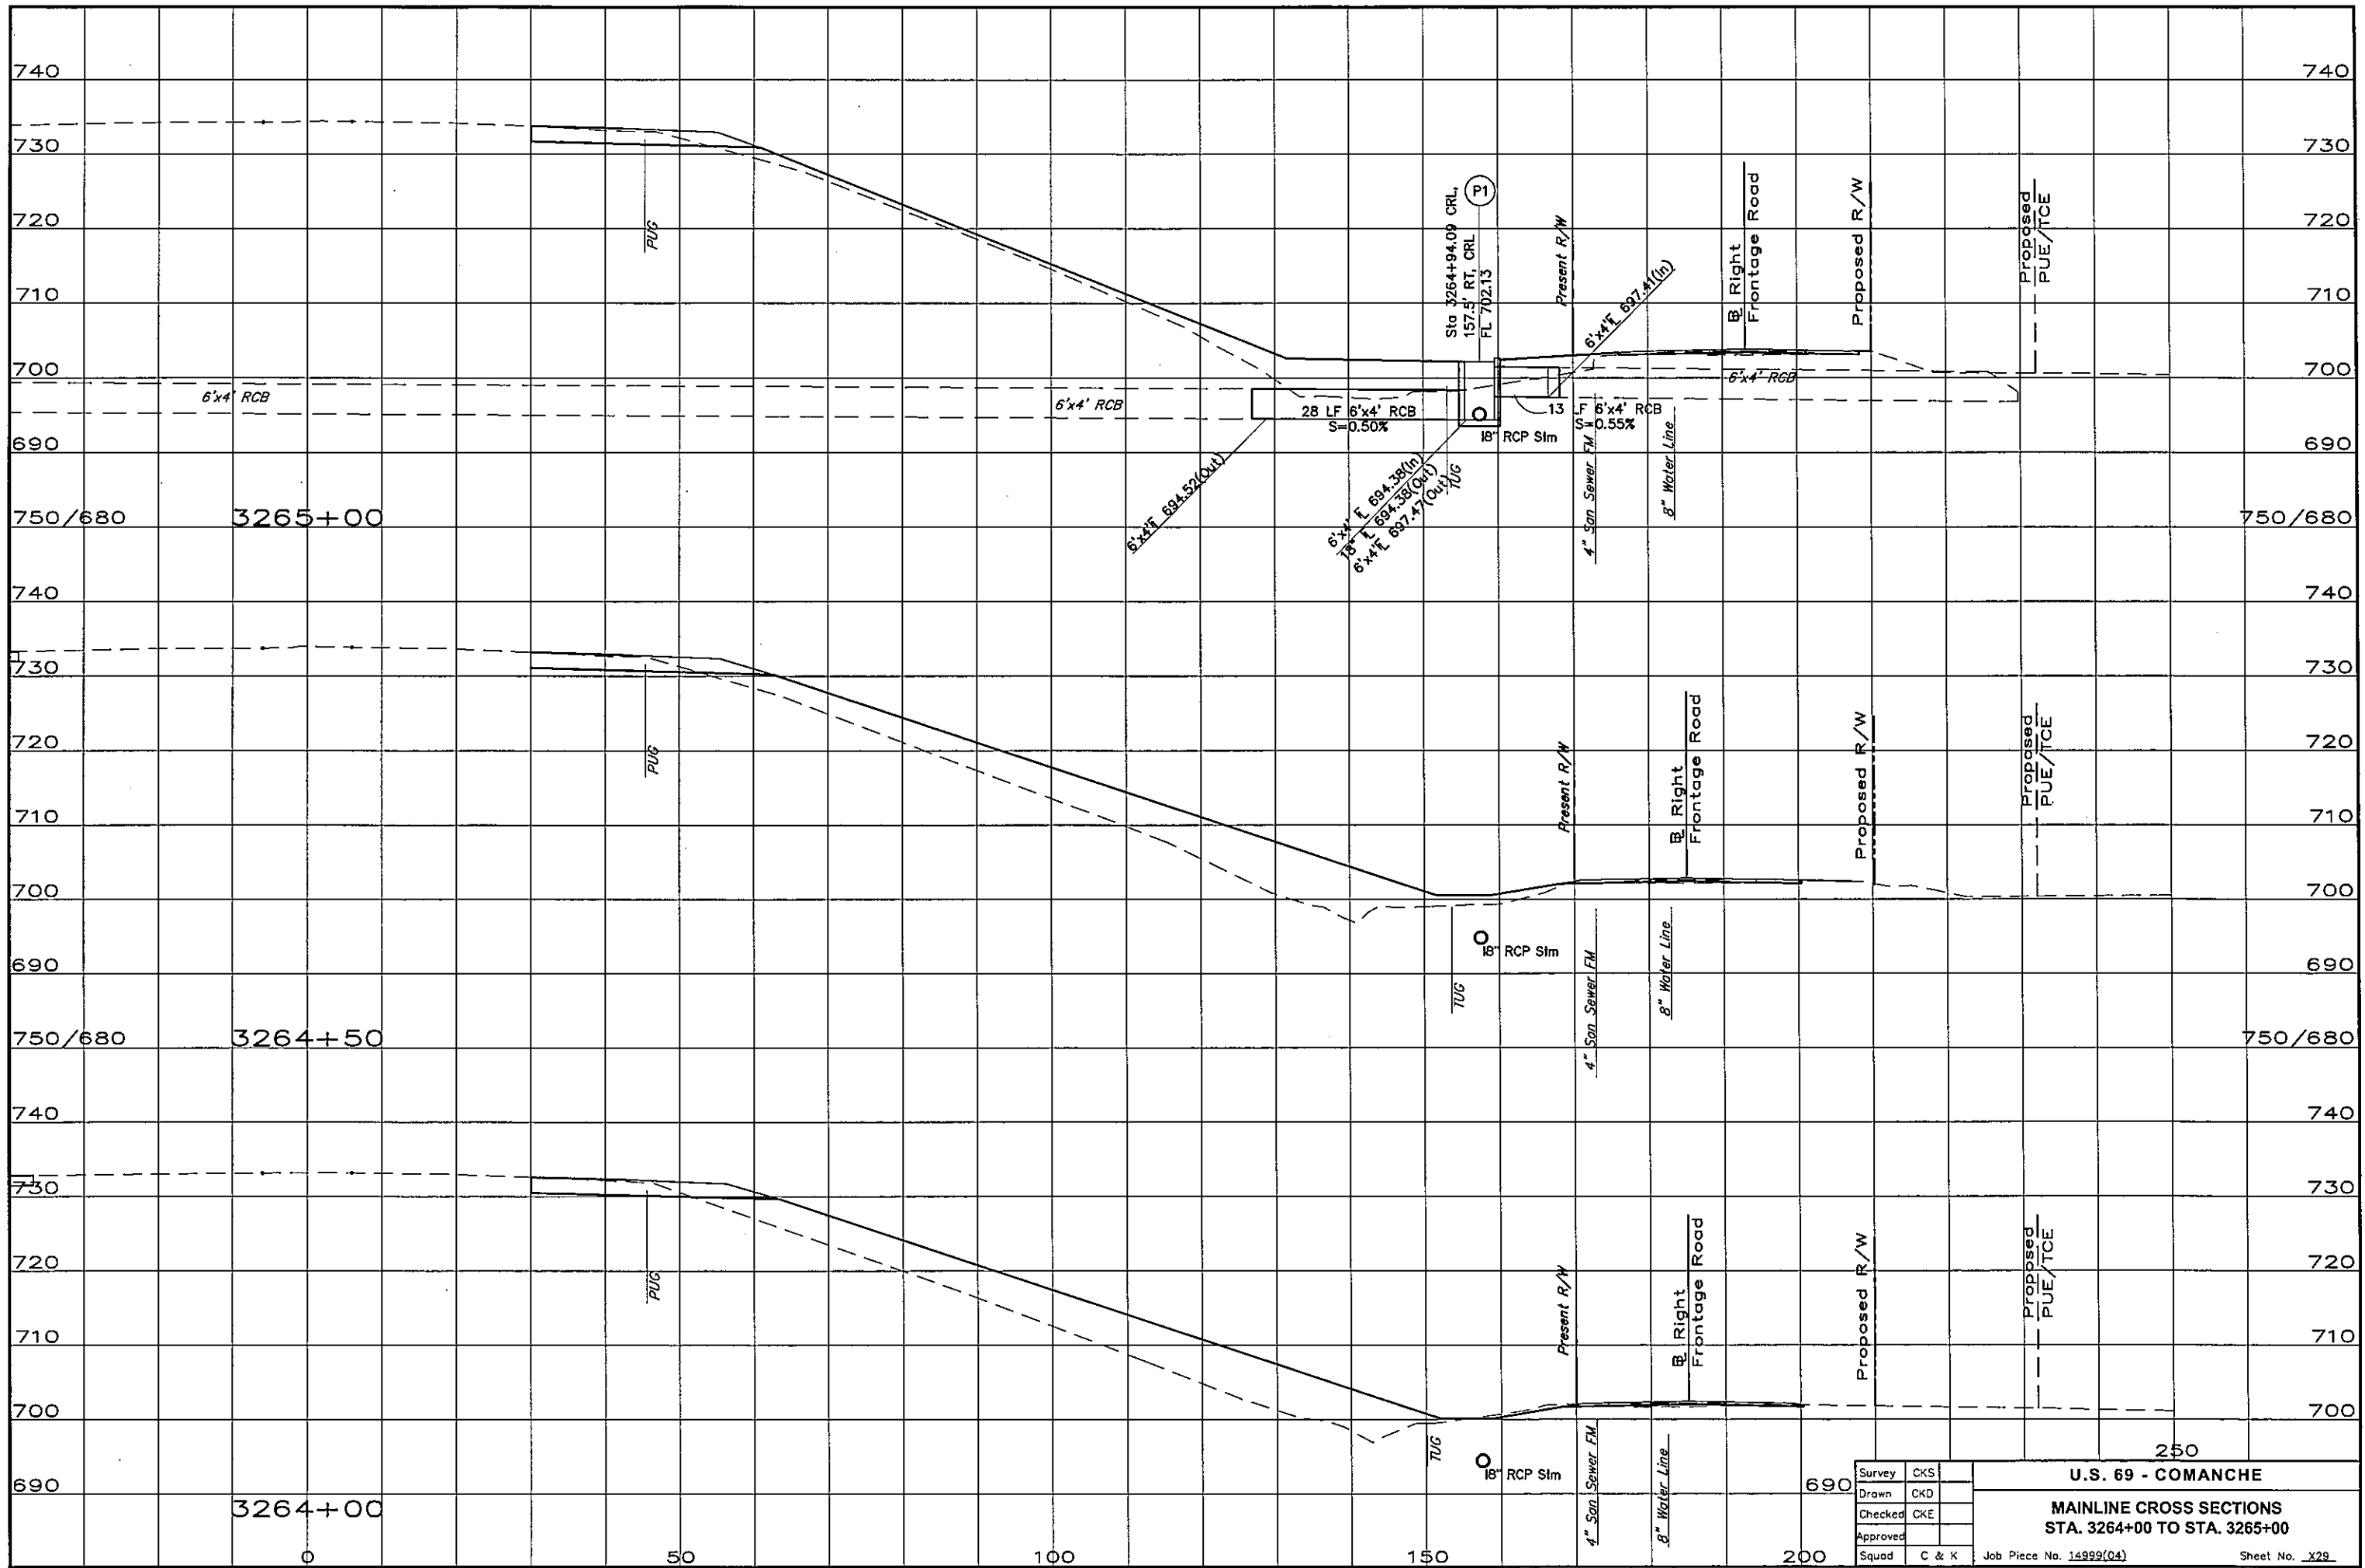 740
740
730
730
720
720
710
710
700
700
690
690
750/680
3265+00
750/680
PUG
Sta 3264+94.09 CRL,
157.5' RT, CRL
FL 702.13
P1
Present R/W
6'x4' FL 697.41(In)
BL Right
Frontage Road
Proposed R/W
Proposed
PUE/TCE
6'x4' RCB
6'x4' RCB
6'x4' RCB
28 LF 6'x4' RCB
S=0.50%
13 LF 6'x4' RCB
S=0.55%
18" RCP Stm
6'x4' FL 694.52(Out)
6'x4' FL 694.38(In)
18" FL 694.38(Out)
6'x4' FL 697.47(Out)
TUG
4" San Sewer FM
8" Water Line
740
740
730
730
720
720
710
710
700
700
690
690
750/680
3264+50
750/680
PUG
Present R/W
BL Right
Frontage Road
Proposed R/W
Proposed
PUE/TCE
18" RCP Stm
TUG
4" San Sewer FM
8" Water Line
740
740
730
730
720
720
710
710
700
700
690
690
3264+00
PUG
Present R/W
BL Right
Frontage Road
Proposed R/W
Proposed
PUE/TCE
18" RCP Stm
TUG
4" San Sewer FM
8" Water Line
0
50
100
150
200
250
Survey CKS
Drawn CKD
Checked CKE
Approved
Squad C & K
U.S. 69 - COMANCHE
MAINLINE CROSS SECTIONS
STA. 3264+00 TO STA. 3265+00
Job Piece No. 14999(04)
Sheet No. X29